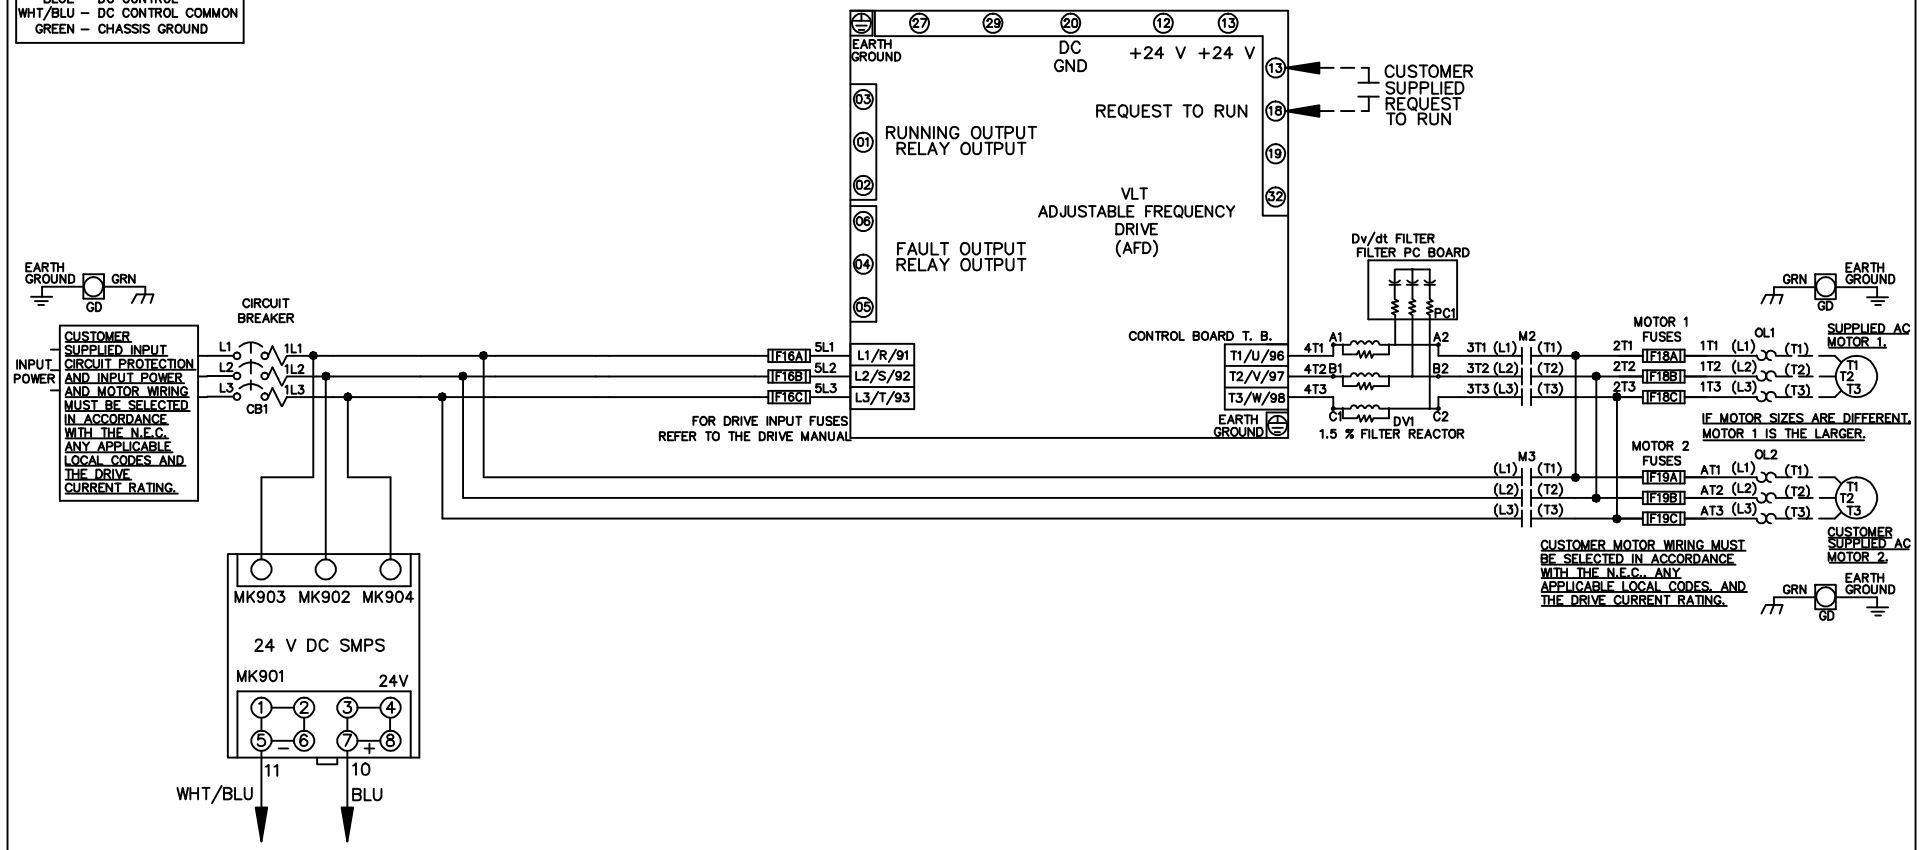 WHT/BLU – DC CONTROL COMMON
GREEN – CHASSIS GROUND
27 29 20 12 13
EARTH
GROUND
DC
GND
+24 V +24 V
13
18
19
32
REQUEST TO RUN
CUSTOMER
SUPPLIED
REQUEST
TO RUN
03
01
02
RUNNING OUTPUT
RELAY OUTPUT
06
04
05
FAULT OUTPUT
RELAY OUTPUT
VLT
ADJUSTABLE FREQUENCY
DRIVE
(AFD)
Dv/dt FILTER
FILTER PC BOARD
PC1
EARTH
GROUND
GRN
GD
CIRCUIT
BREAKER
INPUT
POWER
CUSTOMER
SUPPLIED INPUT
CIRCUIT PROTECTION
AND INPUT POWER
AND MOTOR WIRING
MUST BE SELECTED
IN ACCORDANCE
WITH THE N.E.C.
ANY APPLICABLE
LOCAL CODES AND
THE DRIVE
CURRENT RATING.
L1 1L1
L2 1L2
L3 1L3
CB1
F16A 5L1 L1/R/91
F16B 5L2 L2/S/92
F16C 5L3 L3/T/93
FOR DRIVE INPUT FUSES
REFER TO THE DRIVE MANUAL
CONTROL BOARD T. B.
T1/U/96 4T1 A1 A2
T2/V/97 4T2 B1 B2
T3/W/98 4T3 C1 C2
EARTH
GROUND
DV1
1.5 % FILTER REACTOR
M2
3T1 (L1) (T1)
3T2 (L2) (T2)
3T3 (L3) (T3)
MOTOR 1
FUSES
2T1 F18A 1T1 (L1) (T1)
2T2 F18B 1T2 (L2) (T2)
2T3 F18C 1T3 (L3) (T3)
OL1
GRN
GD
EARTH
GROUND
SUPPLIED AC
MOTOR 1.
T1
T2
T3
IF MOTOR SIZES ARE DIFFERENT,
MOTOR 1 IS THE LARGER.
M3
(L1) (T1)
(L2) (T2)
(L3) (T3)
MOTOR 2
FUSES
F19A AT1 (L1) (T1)
F19B AT2 (L2) (T2)
F19C AT3 (L3) (T3)
OL2
T1
T2
T3
CUSTOMER
SUPPLIED AC
MOTOR 2.
CUSTOMER MOTOR WIRING MUST
BE SELECTED IN ACCORDANCE
WITH THE N.E.C., ANY
APPLICABLE LOCAL CODES, AND
THE DRIVE CURRENT RATING.
GRN
GD
EARTH
GROUND
MK903 MK902 MK904
24 V DC SMPS
MK901
24V
1 2 3 4
5 – 6 7 + 8
11 10
WHT/BLU BLU